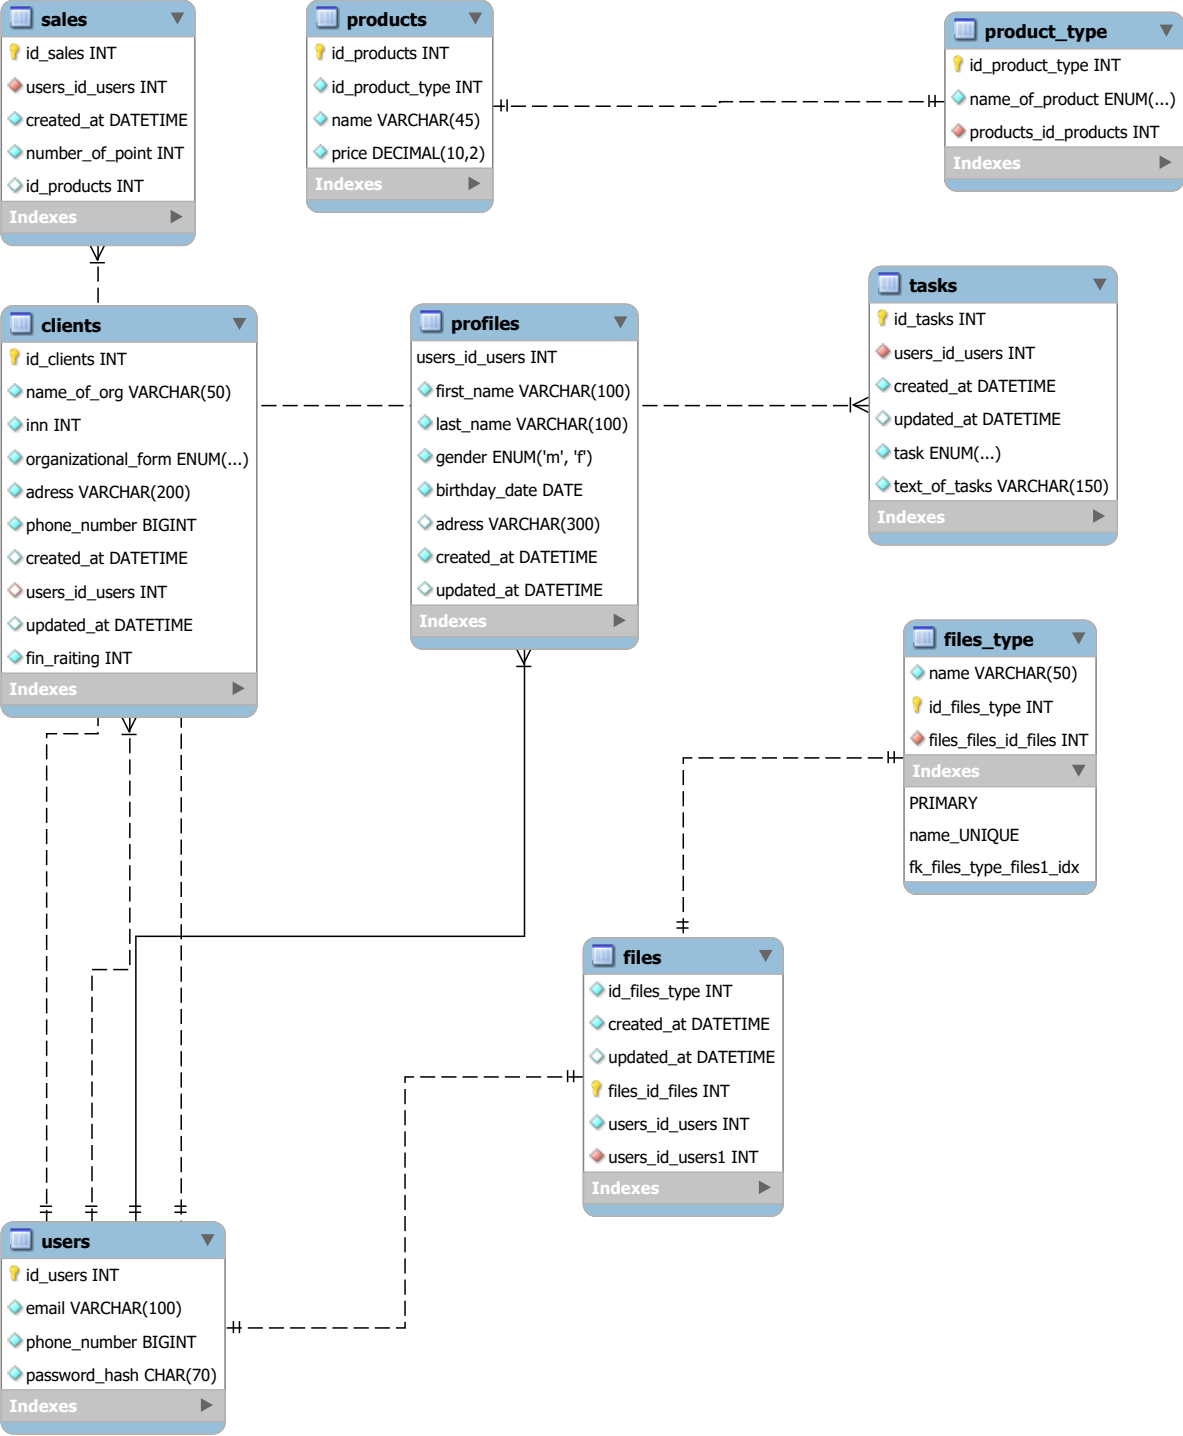 sales
id_sales INT
users_id_users INT
created_at DATETIME
number_of_point INT
id_products INT
Indexes
products
id_products INT
id_product_type INT
name VARCHAR(45)
price DECIMAL(10,2)
Indexes
product_type
id_product_type INT
name_of_product ENUM(...)
products_id_products INT
Indexes
clients
id_clients INT
name_of_org VARCHAR(50)
inn INT
organizational_form ENUM(...)
adress VARCHAR(200)
phone_number BIGINT
created_at DATETIME
users_id_users INT
updated_at DATETIME
fin_raiting INT
Indexes
profiles
users_id_users INT
first_name VARCHAR(100)
last_name VARCHAR(100)
gender ENUM('m', 'f')
birthday_date DATE
adress VARCHAR(300)
created_at DATETIME
updated_at DATETIME
Indexes
tasks
id_tasks INT
users_id_users INT
created_at DATETIME
updated_at DATETIME
task ENUM(...)
text_of_tasks VARCHAR(150)
Indexes
files_type
name VARCHAR(50)
id_files_type INT
files_files_id_files INT
Indexes
PRIMARY
name_UNIQUE
fk_files_type_files1_idx
files
id_files_type INT
created_at DATETIME
updated_at DATETIME
files_id_files INT
users_id_users INT
users_id_users1 INT
Indexes
users
id_users INT
email VARCHAR(100)
phone_number BIGINT
password_hash CHAR(70)
Indexes